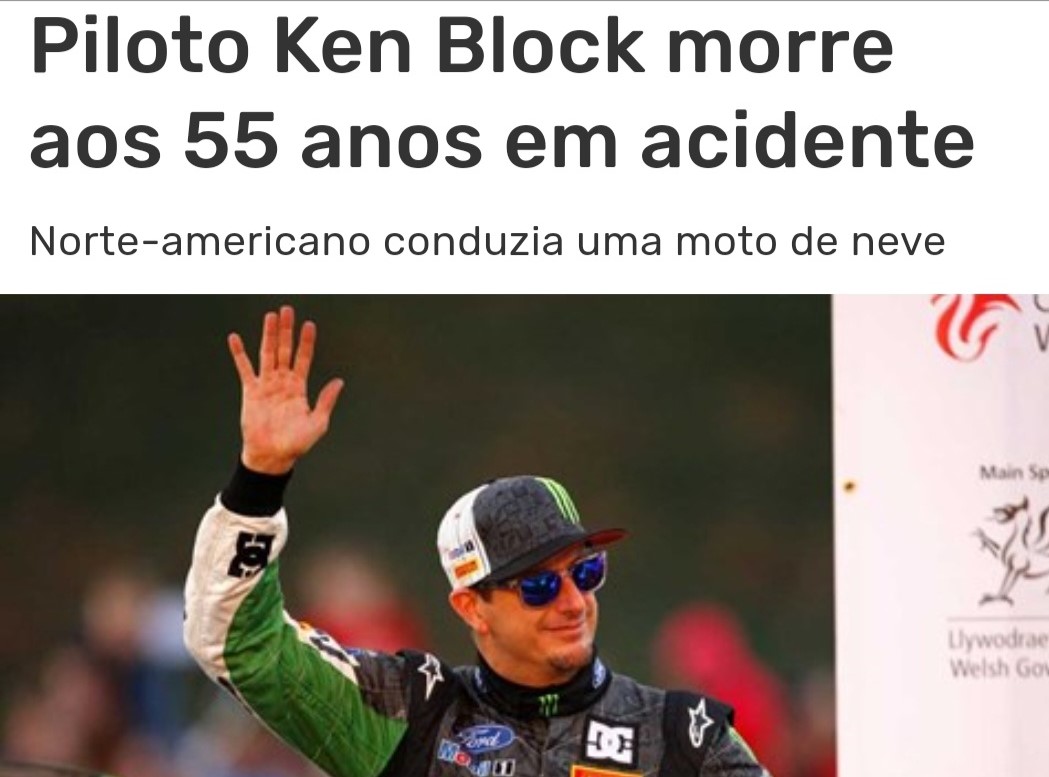 Piloto Ken Block morre
aos 55 anos em acidente
Norte-americano conduzia uma moto de neve
Main Sp
Llywodrae
Welsh Gov
Ford
Mobil 1
DC